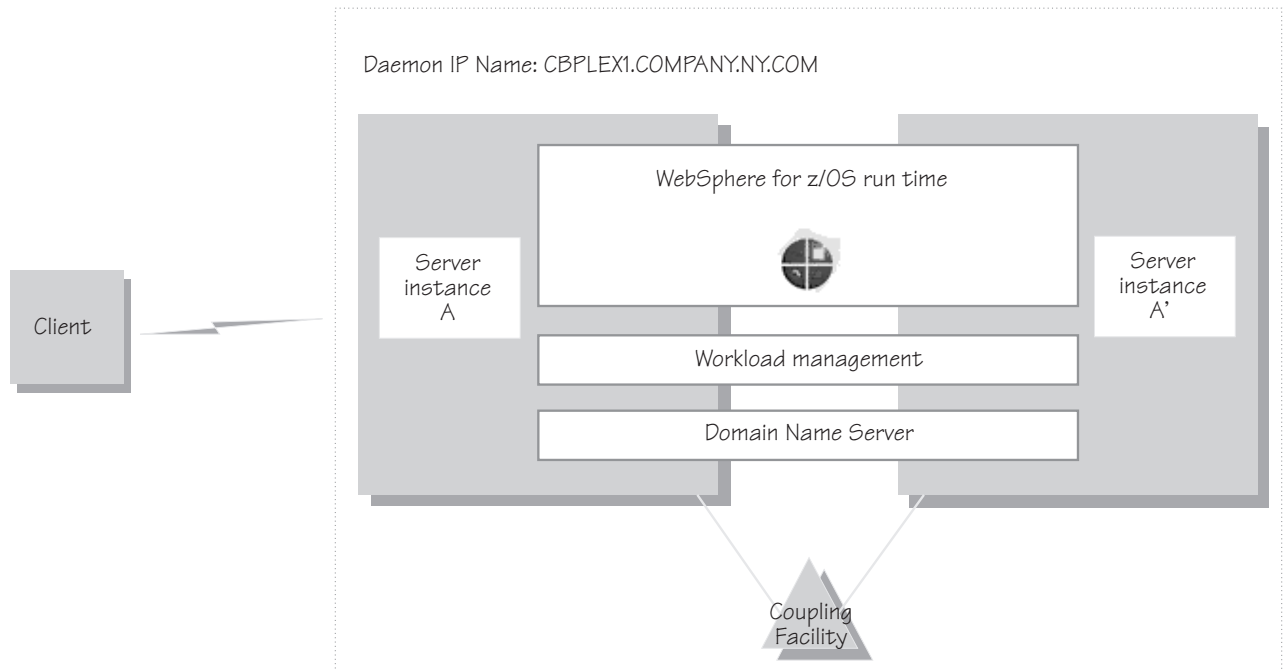 Daemon IP Name: CBPLEX1.COMPANY.NY.COM
WebSphere for z/OS run time
Server
instance
A
Server
instance
A’
Client
Workload management
Domain Name Server
Coupling
Facility